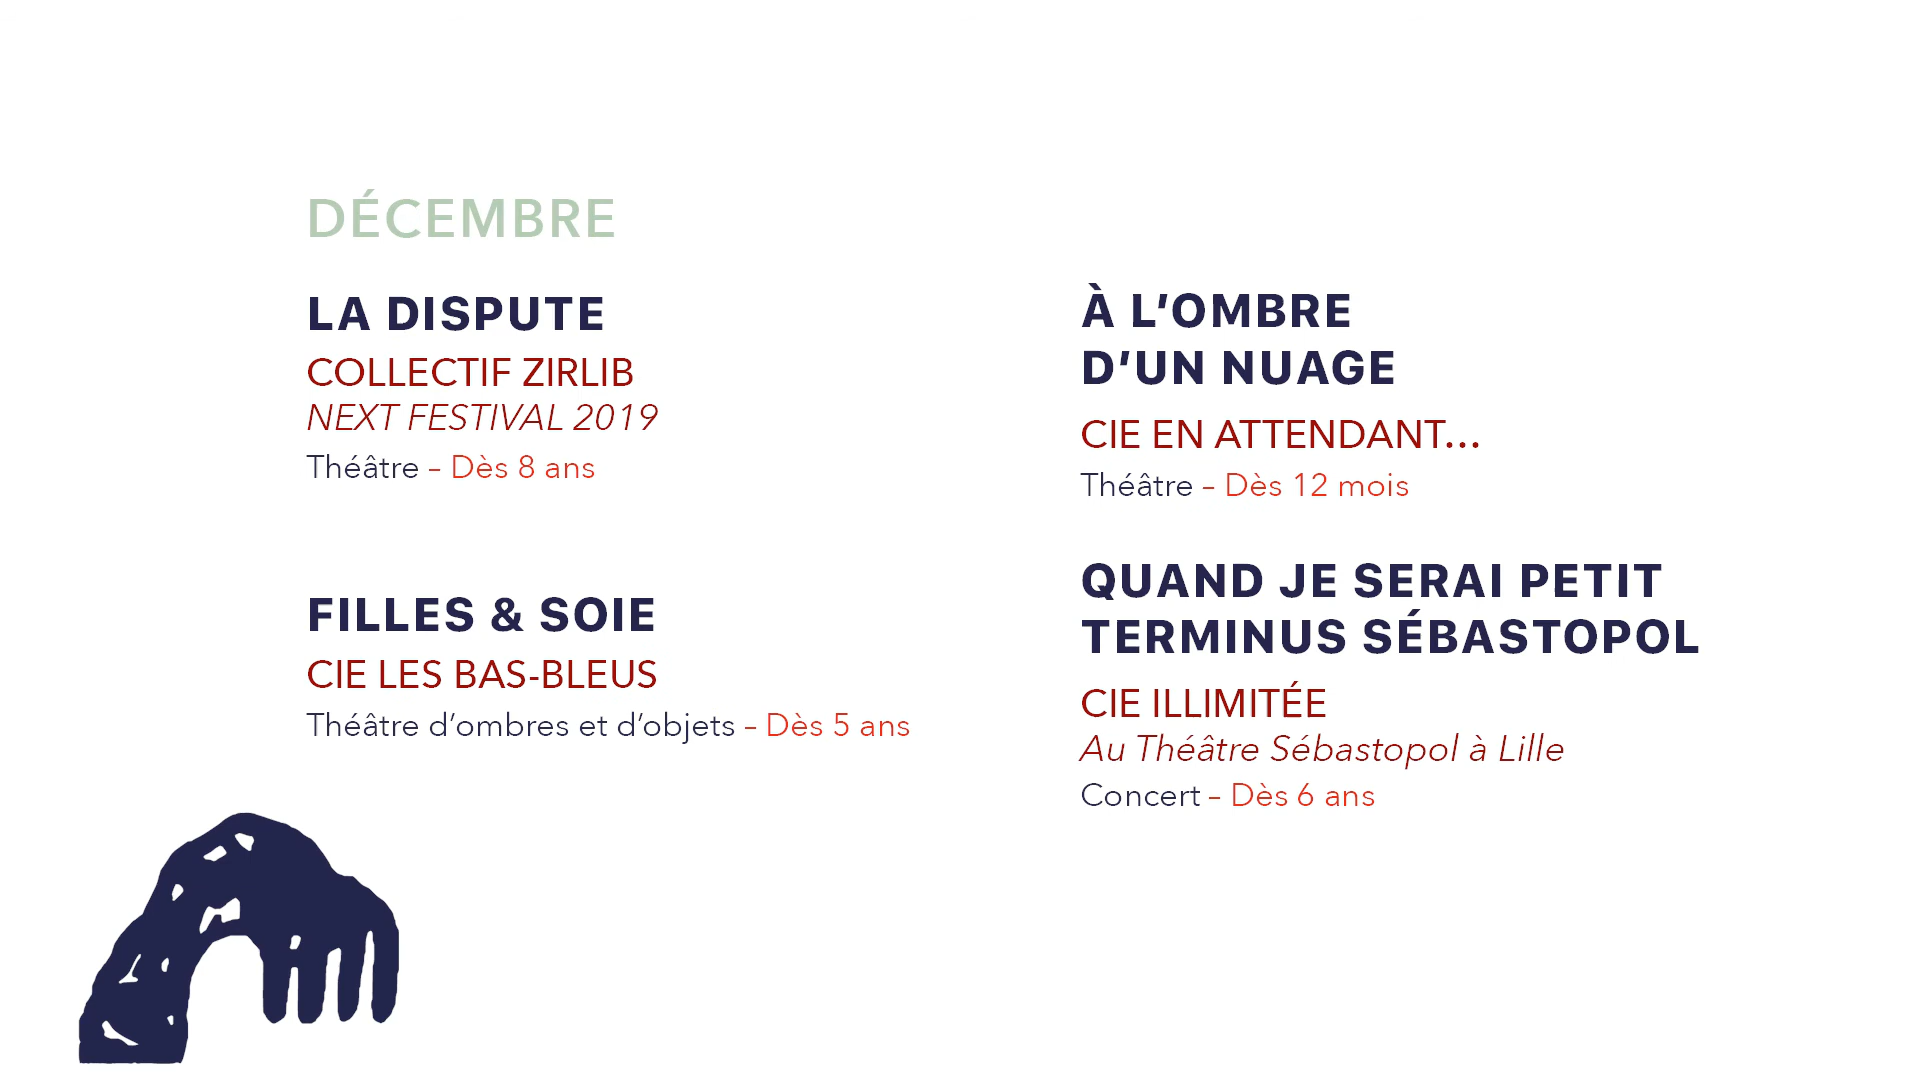 DÉCEMBRE
LA DISPUTE
COLLECTIF ZIRLIB
NEXT FESTIVAL 2019
Théâtre – Dès 8 ans
FILLES & SOIE
CIE LES BAS-BLEUS
Théâtre d’ombres et d’objets – Dès 5 ans
À L’OMBRE
D’UN NUAGE
CIE EN ATTENDANT…
Théâtre – Dès 12 mois
QUAND JE SERAI PETIT
TERMINUS SÉBASTOPOL
CIE ILLIMITÉE
Au Théâtre Sébastopol à Lille
Concert – Dès 6 ans